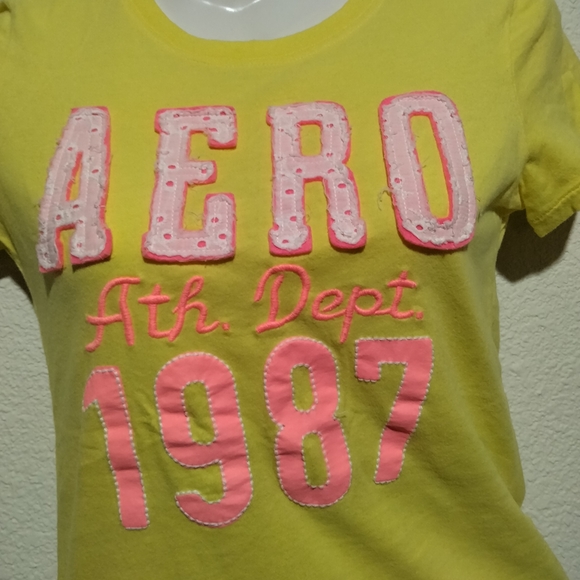 AERO
Ath. Dept.
1987